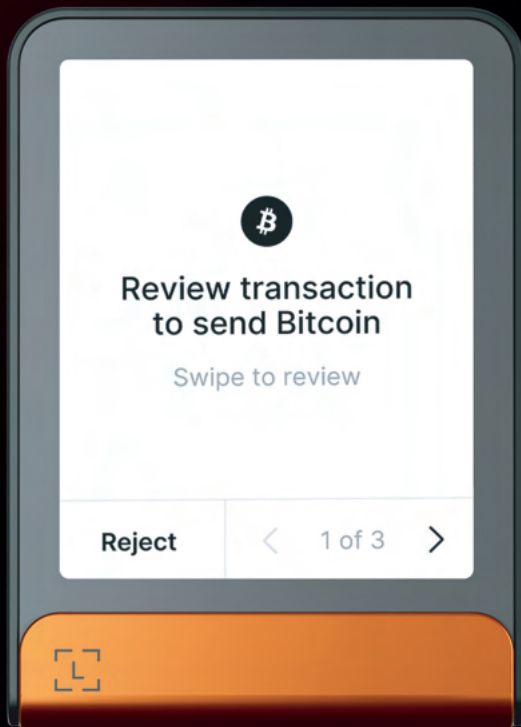 Review transaction
to send Bitcoin
Swipe to review
Reject
1 of 3
L